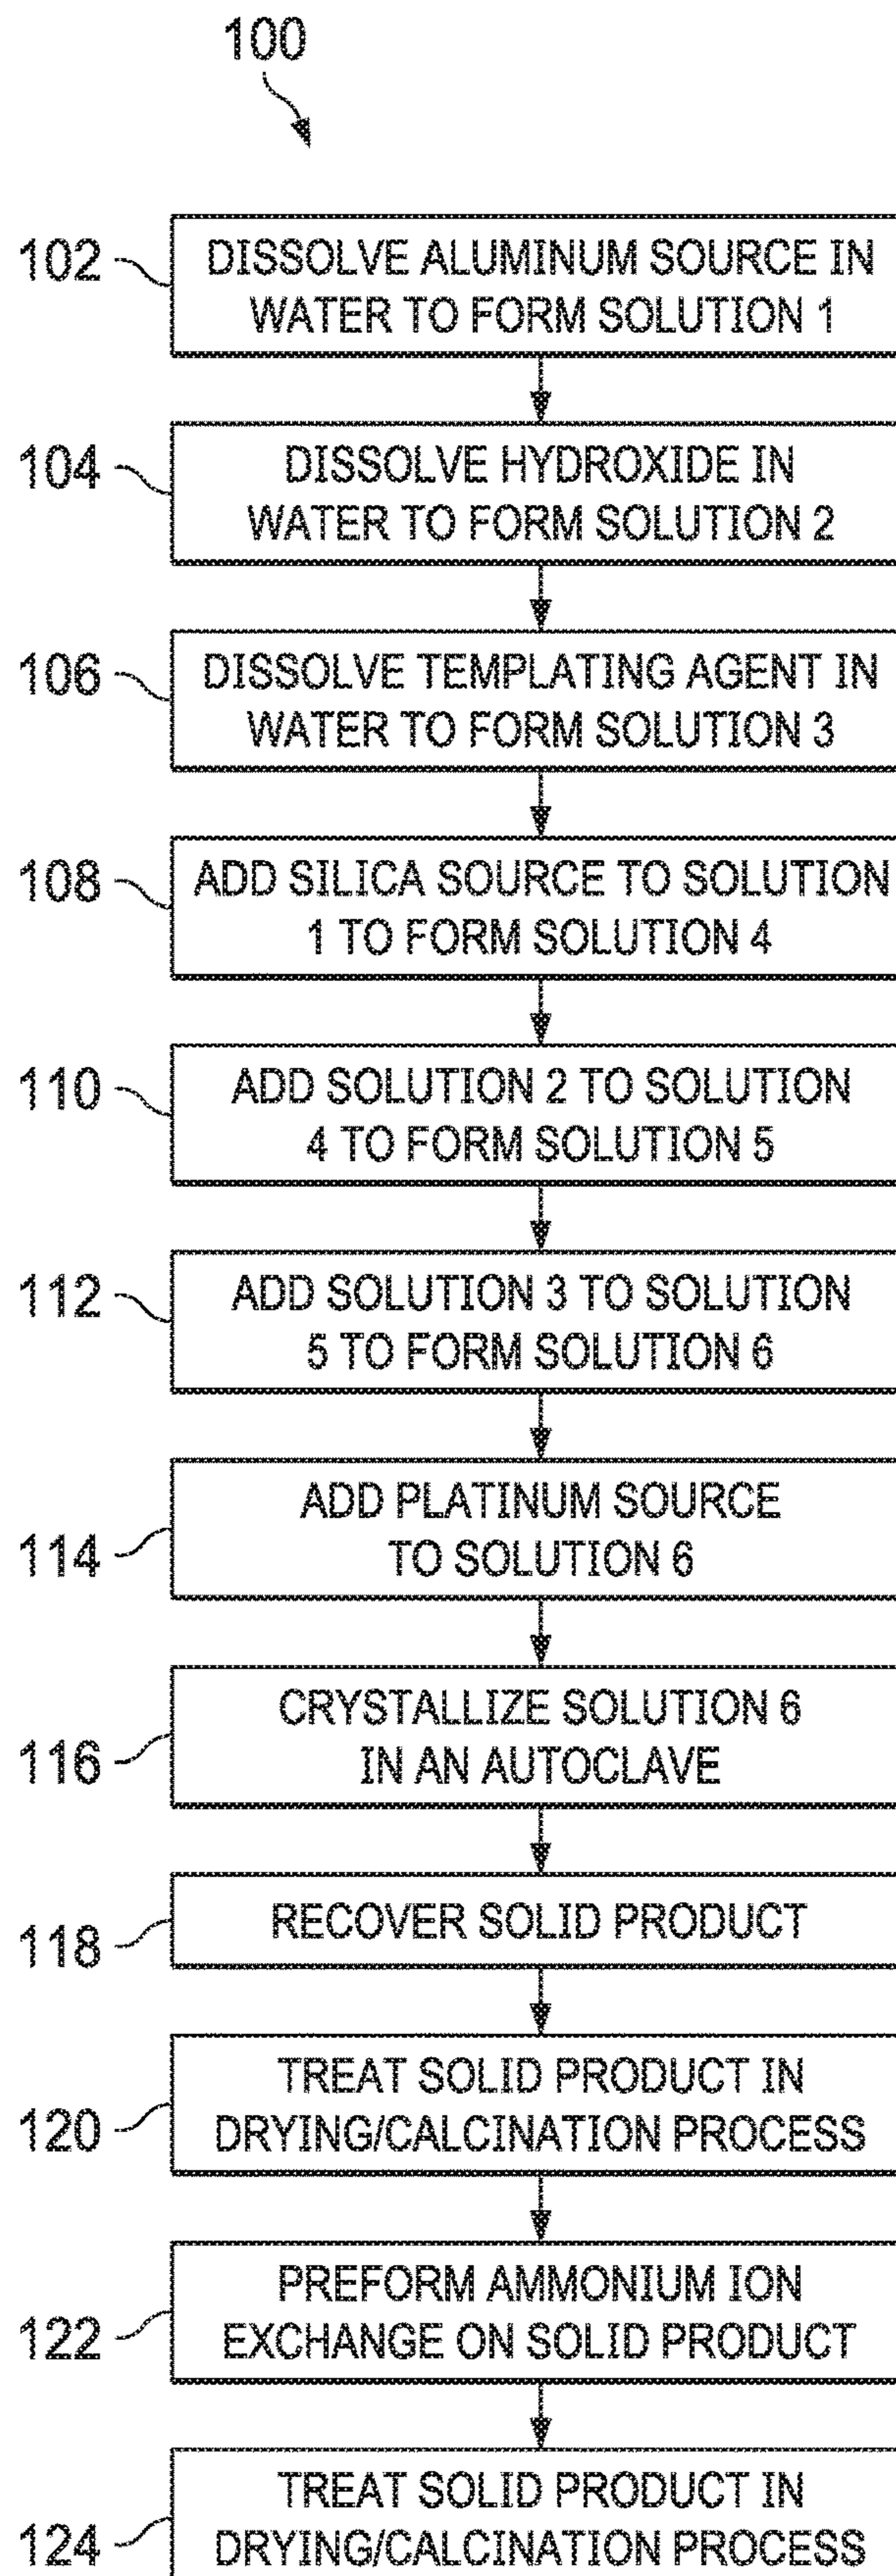 100
102
DISSOLVE ALUMINUM SOURCE IN
WATER TO FORM SOLUTION 1
104
DISSOLVE HYDROXIDE IN
WATER TO FORM SOLUTION 2
106
DISSOLVE TEMPLATING AGENT IN
WATER TO FORM SOLUTION 3
108
ADD SILICA SOURCE TO SOLUTION
1 TO FORM SOLUTION 4
110
ADD SOLUTION 2 TO SOLUTION
4 TO FORM SOLUTION 5
112
ADD SOLUTION 3 TO SOLUTION
5 TO FORM SOLUTION 6
114
ADD PLATINUM SOURCE
TO SOLUTION 6
116
CRYSTALLIZE SOLUTION 6
IN AN AUTOCLAVE
118
RECOVER SOLID PRODUCT
120
TREAT SOLID PRODUCT IN
DRYING/CALCINATION PROCESS
122
PREFORM AMMONIUM ION
EXCHANGE ON SOLID PRODUCT
124
TREAT SOLID PRODUCT IN
DRYING/CALCINATION PROCESS